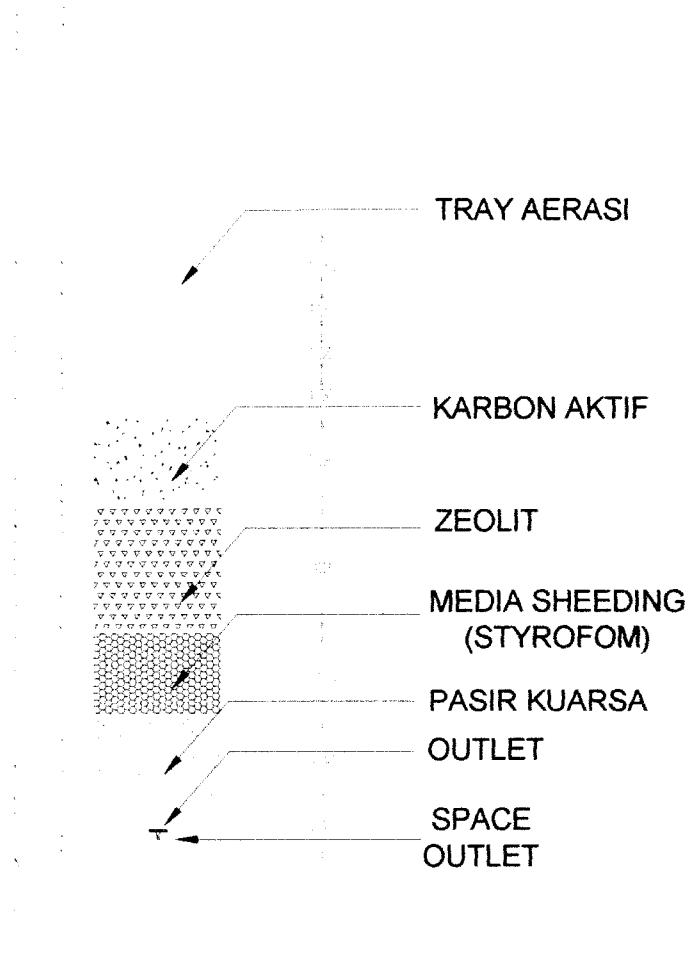 TRAY AERASI
KARBON AKTIF
ZEOLIT
MEDIA SHEEDING
(STYROFOM)
PASIR KUARSA
OUTLET
SPACE
OUTLET